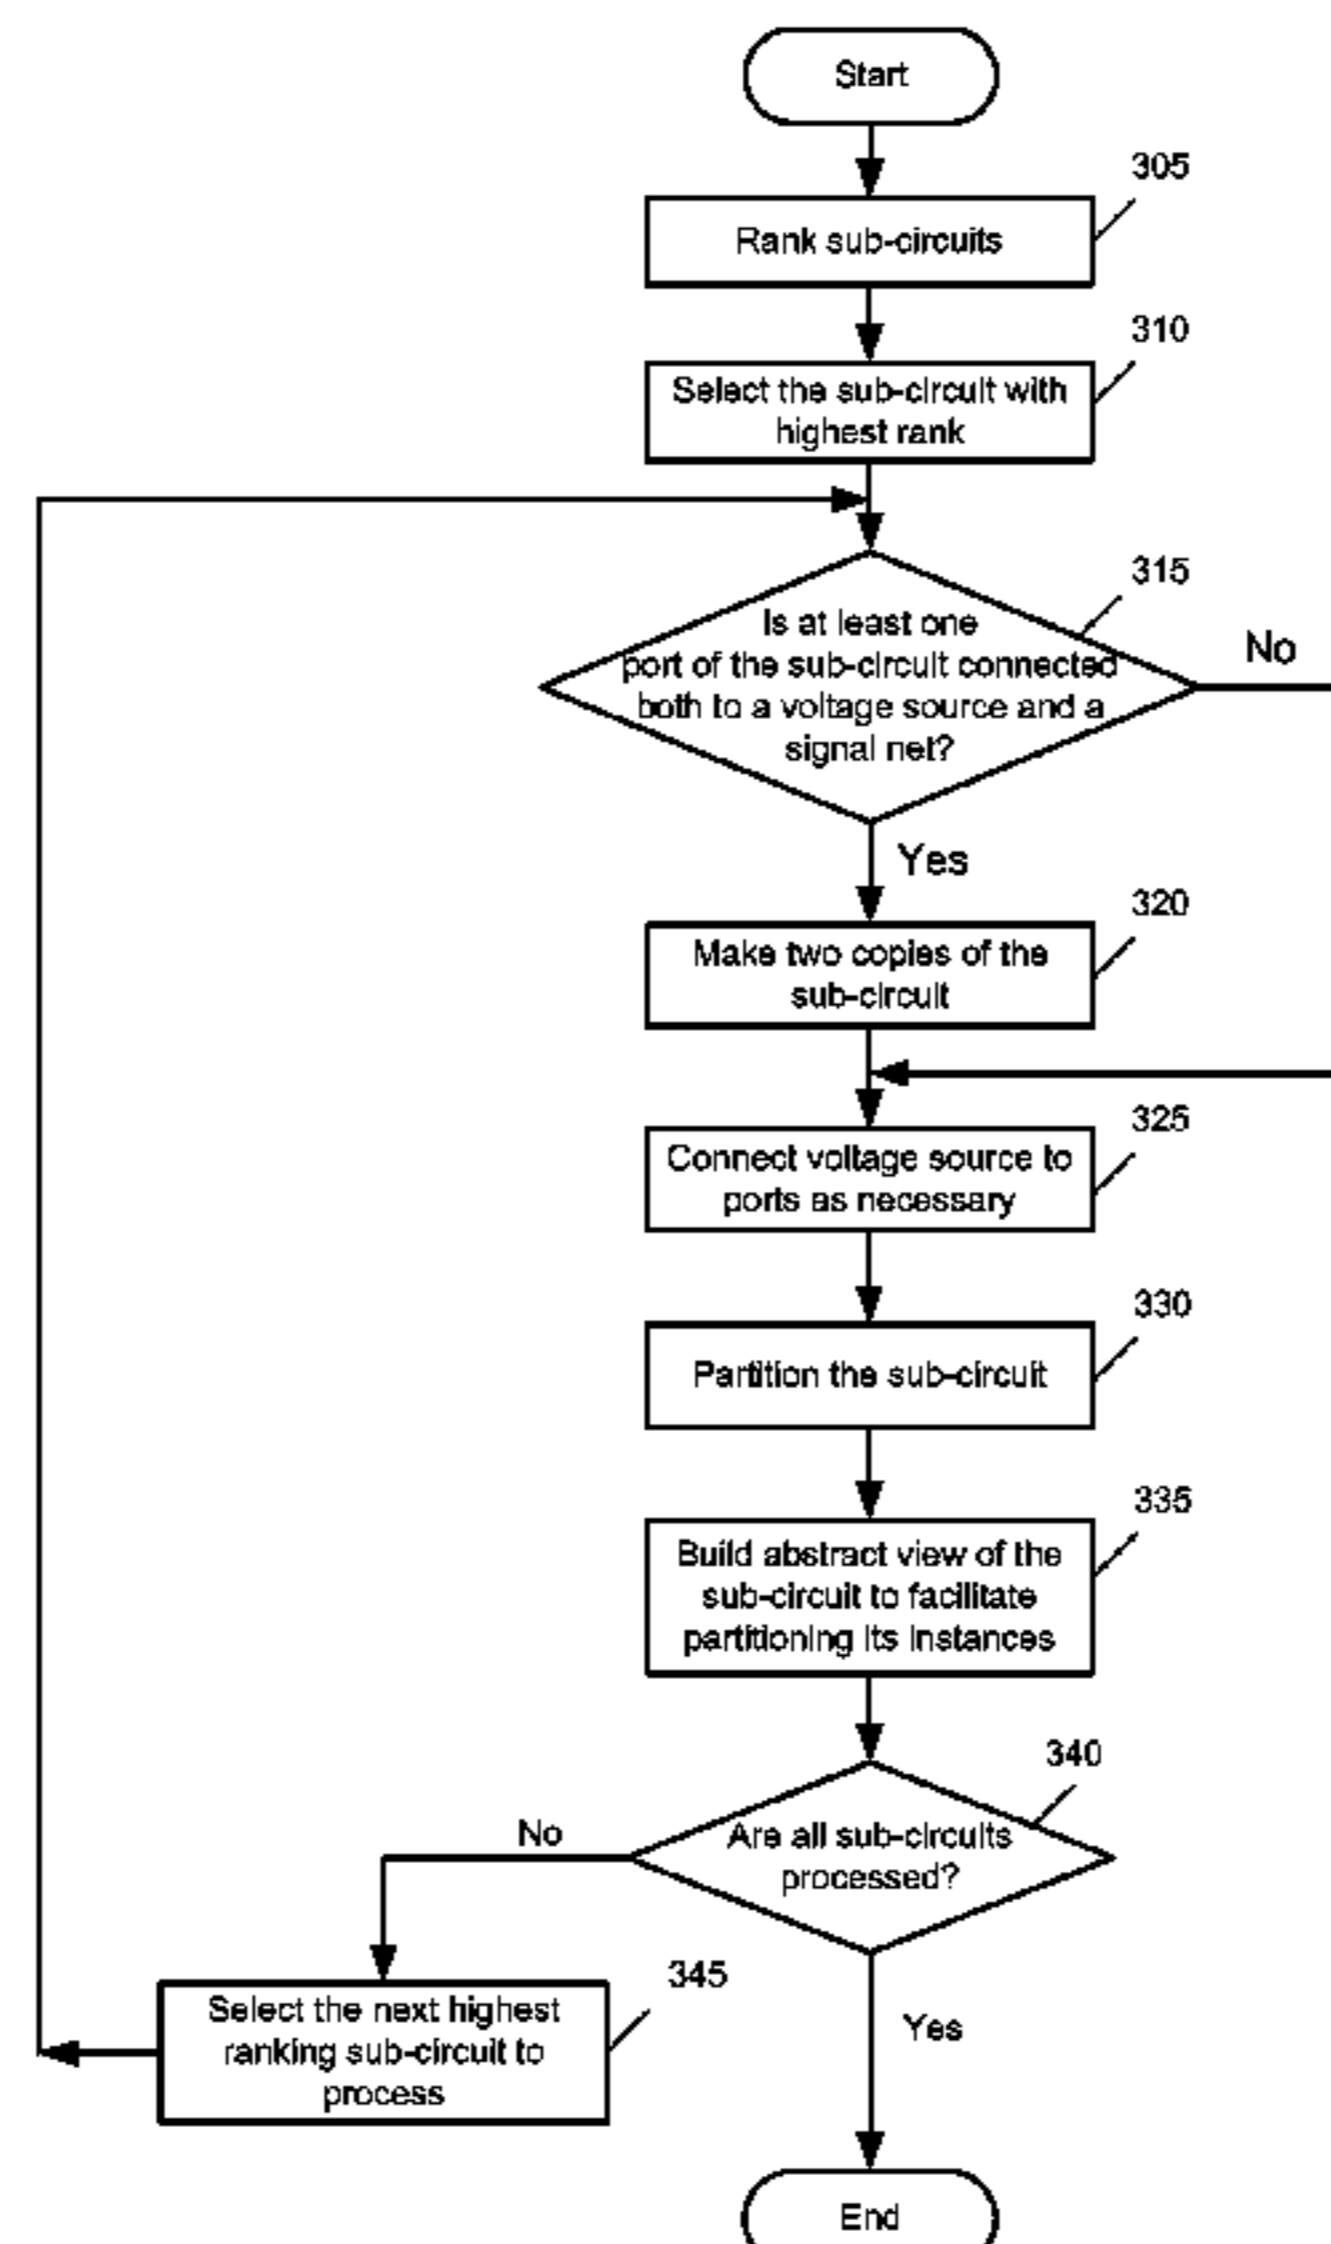 Start
305
Rank sub-circuits
310
Select the sub-circuit with
highest rank
315
Is at least one
port of the sub-circuit connected
both to a voltage source and a
signal net?
No
Yes
320
Make two copies of the
sub-circuit
325
Connect voltage source to
ports as necessary
330
Partition the sub-circuit
335
Build abstract view of the
sub-circuit to facilitate
partitioning its instances
340
Are all sub-circuits
processed?
No
345
Select the next highest
ranking sub-circuit to
process
Yes
End